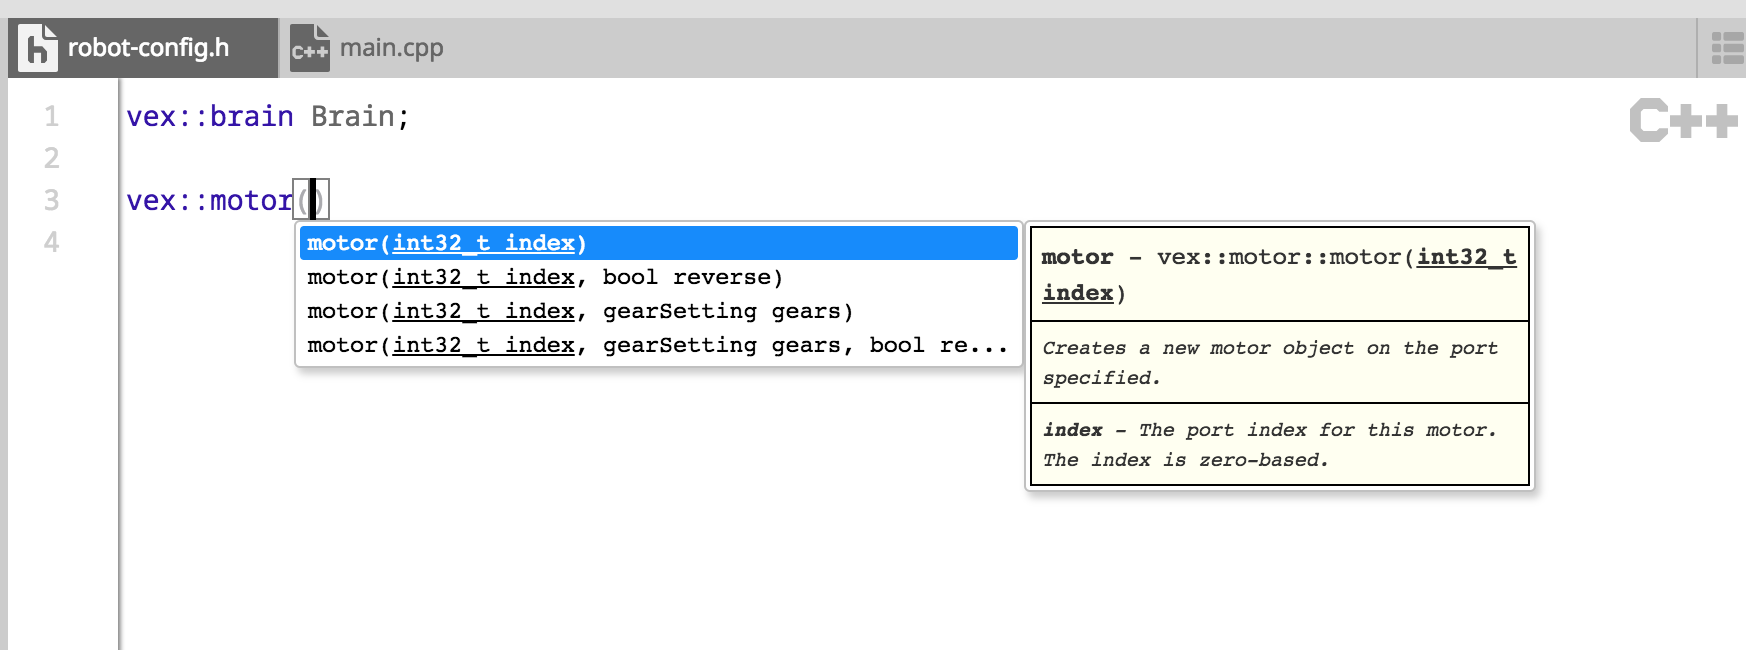 h robot-config.h C++ main.cpp
1 vex::brain Brain;
C++
2
3 vex::motor()
4
motor(int32_t index)
motor(int32_t index, bool reverse)
motor(int32_t index, gearSetting gears)
motor(int32_t index, gearSetting gears, bool re...
motor – vex::motor::motor(int32_t
index)
Creates a new motor object on the port
specified.
index – The port index for this motor.
The index is zero-based.